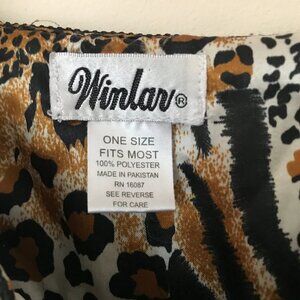 Winlar®
ONE SIZE
FITS MOST
100% POLYESTER
MADE IN PAKISTAN
RN 16087
SEE REVERSE
FOR CARE